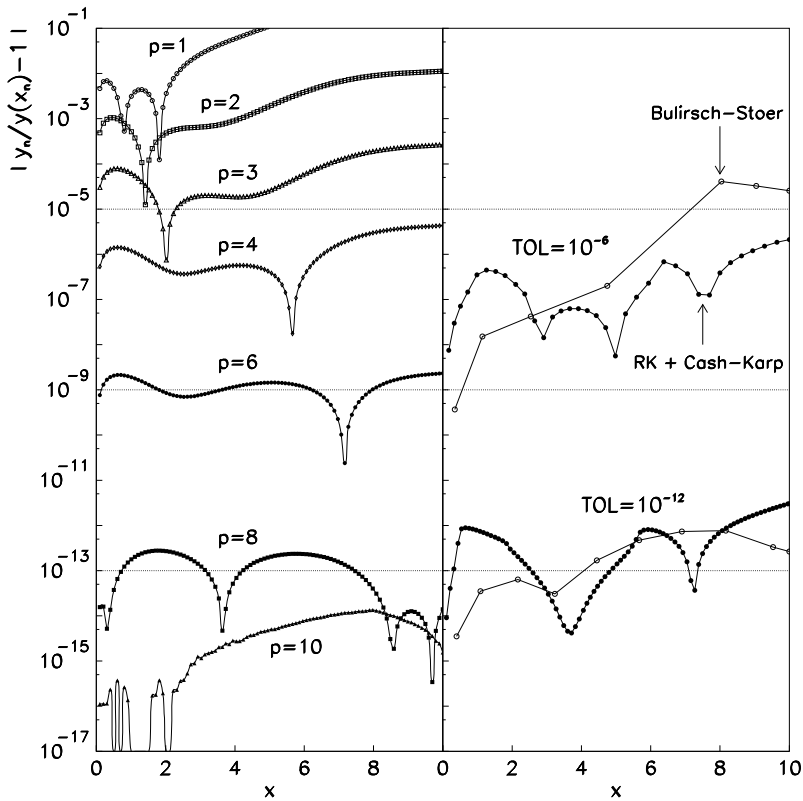 | yₙ/y(xₙ)−1 |
10⁻¹
10⁻³
10⁻⁵
10⁻⁷
10⁻⁹
10⁻¹¹
10⁻¹³
10⁻¹⁵
10⁻¹⁷
p=1
p=2
p=3
p=4
p=6
p=8
p=10
Bulirsch−Stoer
TOL=10⁻⁶
RK + Cash−Karp
TOL=10⁻¹²
0 2 4 6 8 0 2 4 6 8 10
x x